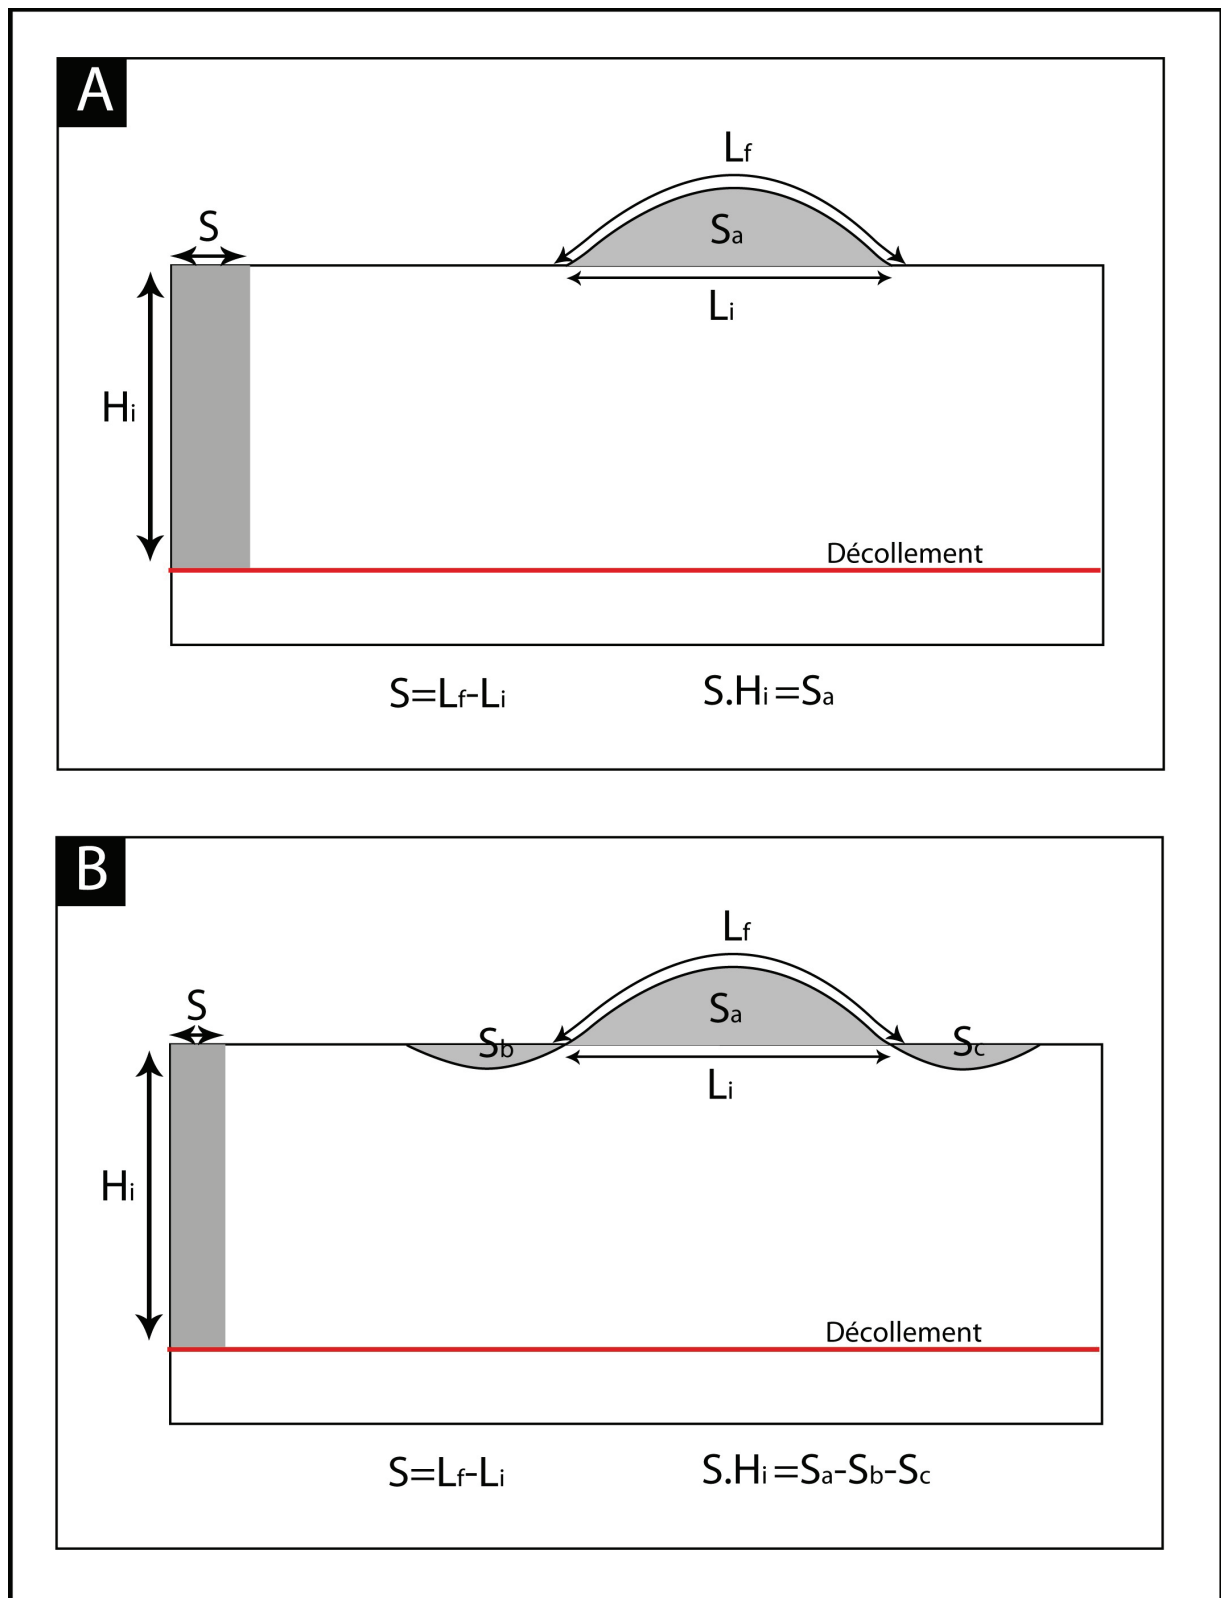 A
Lf
S
Sa
Li
Hi
Décollement
S=Lf-Li S.Hi=Sa
B
Lf
S
Sa
Sb Sc
Li
Hi
Décollement
S=Lf-Li S.Hi=Sa-Sb-Sc